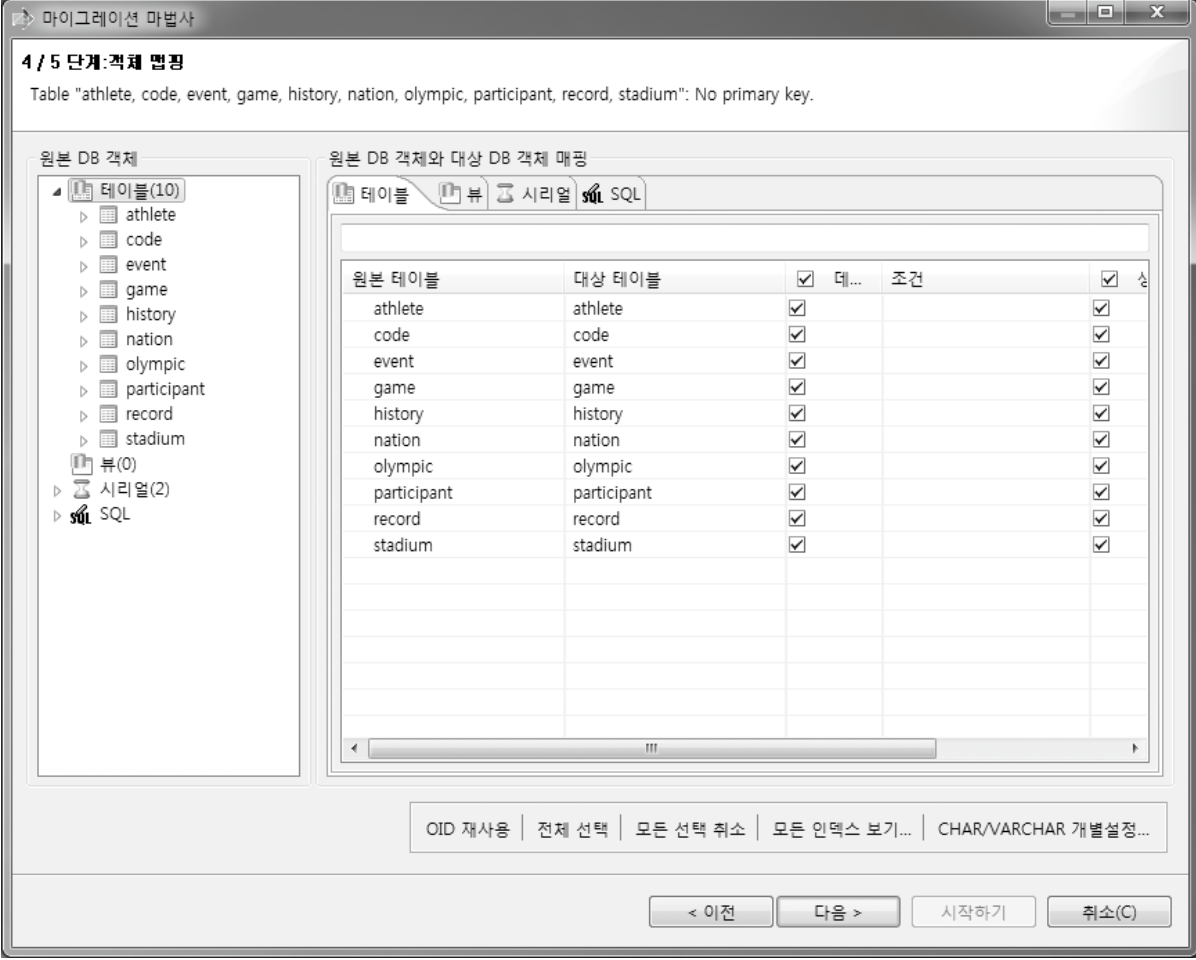 마이그레이션 마법사
4 / 5 단계:객체 맵핑
Table "athlete, code, event, game, history, nation, olympic, participant, record, stadium": No primary key.
원본 DB 객체
테이블(10)
athlete
code
event
game
history
nation
olympic
participant
record
stadium
뷰(0)
시리얼(2)
SQL
원본 DB 객체와 대상 DB 객체 매핑
테이블 뷰 시리얼 SQL
원본 테이블 대상 테이블 데... 조건
athlete athlete
code code
event event
game game
history history
nation nation
olympic olympic
participant participant
record record
stadium stadium
OID 재사용 전체 선택 모든 선택 취소 모든 인덱스 보기... CHAR/VARCHAR 개별설정...
< 이전 다음 > 시작하기 취소(C)